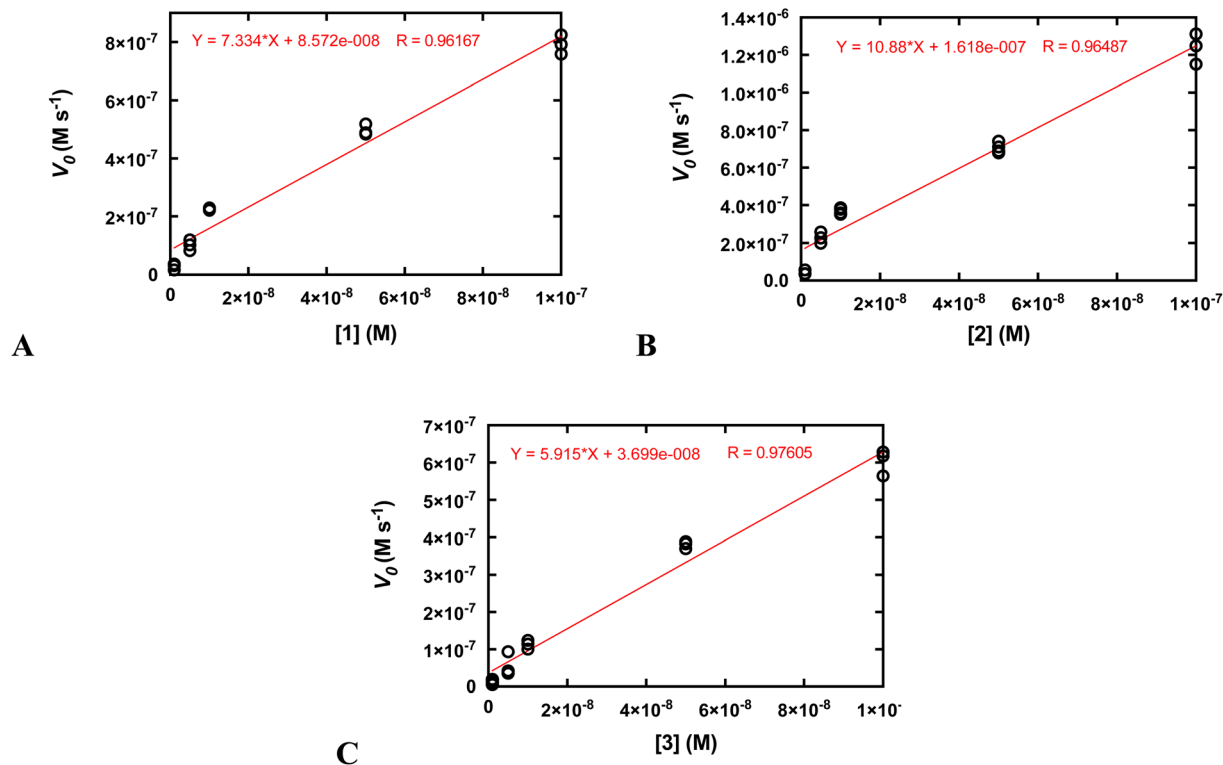 Y = 7.334*X + 8.572e-008 R = 0.96167
8×10⁻⁷
6×10⁻⁷
4×10⁻⁷
2×10⁻⁷
0
V₀ (M s⁻¹)
0 2×10⁻⁸ 4×10⁻⁸ 6×10⁻⁸ 8×10⁻⁸ 1×10⁻⁷
[1] (M)
A
Y = 10.88*X + 1.618e-007 R = 0.96487
1.4×10⁻⁶
1.2×10⁻⁶
1.0×10⁻⁶
8.0×10⁻⁷
6.0×10⁻⁷
4.0×10⁻⁷
2.0×10⁻⁷
0.0
V₀ (M s⁻¹)
0 2×10⁻⁸ 4×10⁻⁸ 6×10⁻⁸ 8×10⁻⁸ 1×10⁻⁷
[2] (M)
B
Y = 5.915*X + 3.699e-008 R = 0.97605
7×10⁻⁷
6×10⁻⁷
5×10⁻⁷
4×10⁻⁷
3×10⁻⁷
2×10⁻⁷
1×10⁻⁷
0
V₀ (M s⁻¹)
0 2×10⁻⁸ 4×10⁻⁸ 6×10⁻⁸ 8×10⁻⁸ 1×10⁻
[3] (M)
C